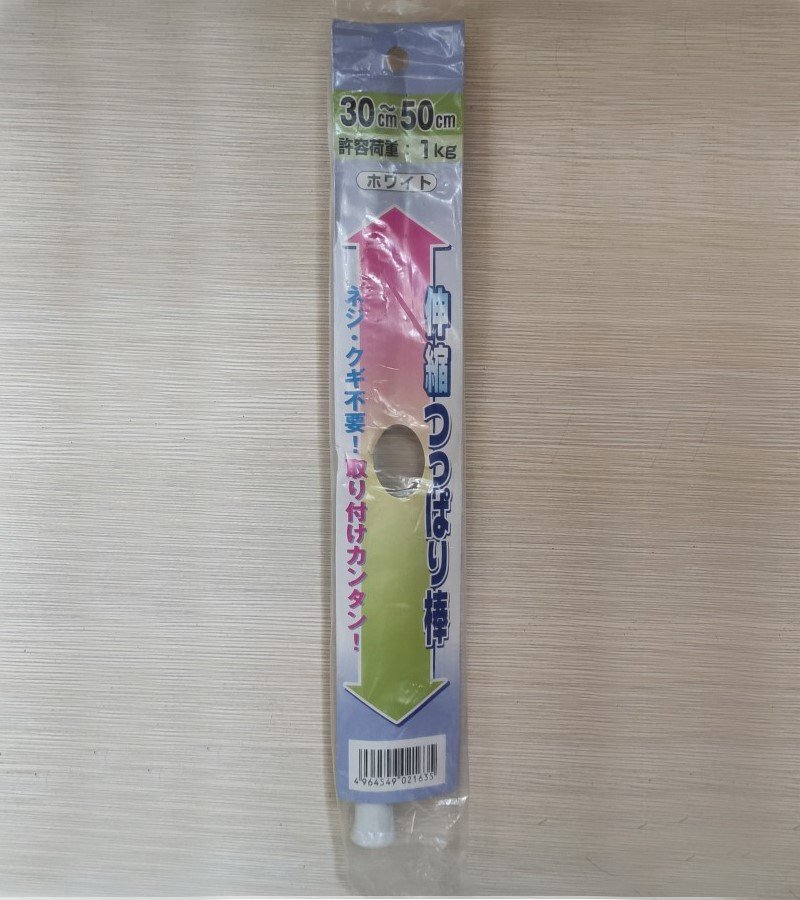 30cm〜50cm
許容荷重：1kg
ホワイト
伸縮つっぱり棒
ネジ・クギ不要！取り付けカンタン！
4964549021635